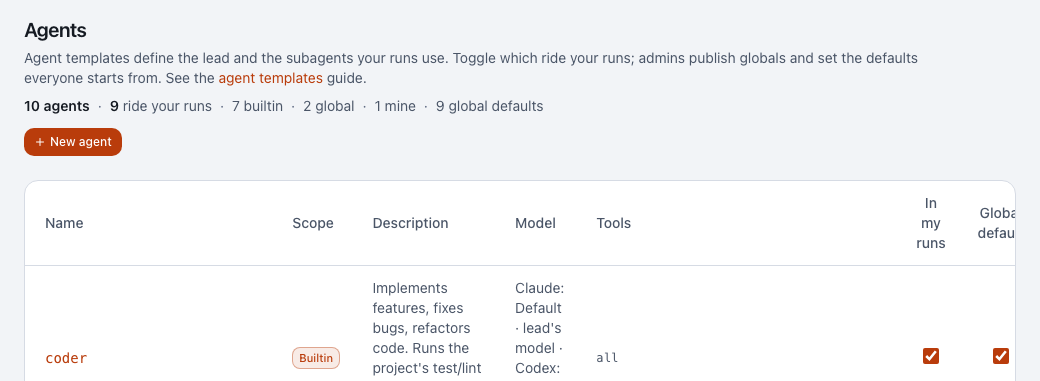 Agents
Agent templates define the lead and the subagents your runs use. Toggle which ride your runs; admins publish globals and set the defaults
everyone starts from. See the agent templates guide.
10 agents · 9 ride your runs · 7 builtin · 2 global · 1 mine · 9 global defaults
+ New agent
Name Scope Description Model Tools In my runs
coder Builtin Implements features, fixes bugs, refactors code. Runs the project's test/lint Claude: Default · lead's model · Codex: all